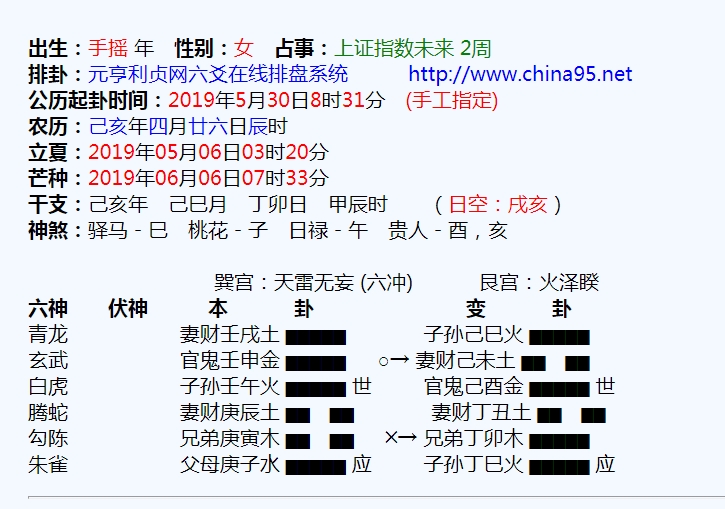 出生：手摇 年　性别：女　占事：上证指数未来 2周
排卦：元亨利贞网六爻在线排盘系统　　　http://www.china95.net
公历起卦时间：2019年5月30日8时31分　(手工指定)
农历：己亥年四月廿六日辰时
立夏：2019年05月06日03时20分
芒种：2019年06月06日07时33分
干支：己亥年　己巳月　丁卯日　甲辰时　　（日空：戌亥）
神煞：驿马－巳　桃花－子　日禄－午　贵人－酉，亥
巽宫：天雷无妄 (六冲)　　　艮宫：火泽睽
六神　　伏神　　　本　　　卦　　　　　　　变　　　卦
青龙　　妻财壬戌土　　　子孙己巳火
玄武　　官鬼壬申金　　○→ 妻财己未土
白虎　　子孙壬午火　世　　官鬼己酉金　世
腾蛇　　妻财庚辰土　　　妻财丁丑土
勾陈　　兄弟庚寅木　　×→ 兄弟丁卯木
朱雀　　父母庚子水　应　　子孙丁巳火　应